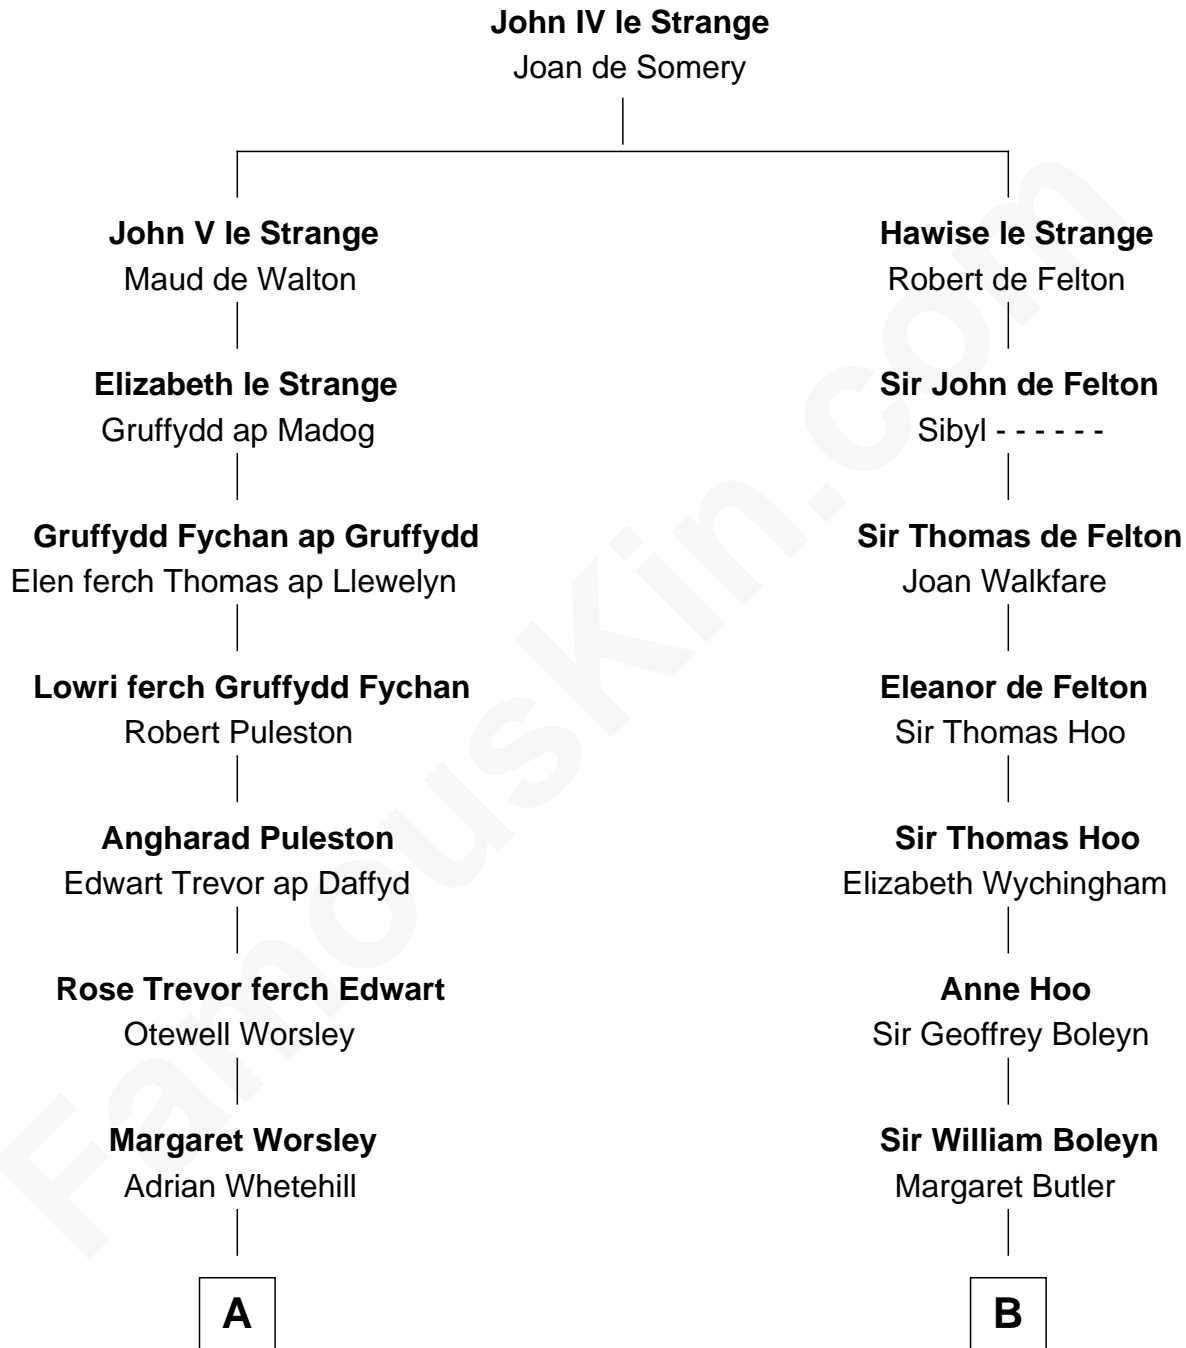 John IV le Strange
Joan de Somery
John V le Strange
Maud de Walton
Hawise le Strange
Robert de Felton
Elizabeth le Strange
Gruffydd ap Madog
Sir John de Felton
Sibyl - - - - - -
Gruffydd Fychan ap Gruffydd
Elen ferch Thomas ap Llewelyn
Sir Thomas de Felton
Joan Walkfare
Lowri ferch Gruffydd Fychan
Robert Puleston
Eleanor de Felton
Sir Thomas Hoo
Angharad Puleston
Edwart Trevor ap Daffyd
Sir Thomas Hoo
Elizabeth Wychingham
Rose Trevor ferch Edwart
Otewell Worsley
Anne Hoo
Sir Geoffrey Boleyn
Margaret Worsley
Adrian Whetehill
Sir William Boleyn
Margaret Butler
A
B
FamousKin.com